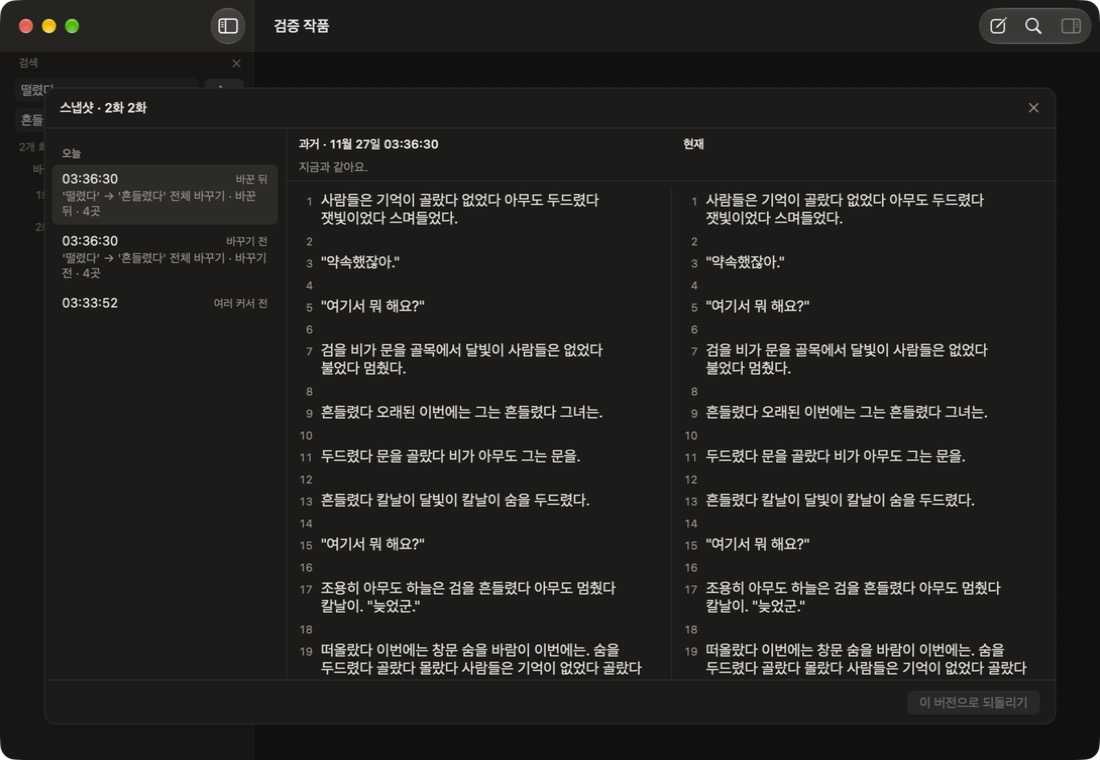 검증 작품
검색
떨렸다
흔들
2개 회
바
스냅샷 · 2화 2화
오늘
03:36:30 바꾼 뒤
'떨렸다' → '흔들렸다' 전체 바꾸기 · 바꾼
뒤 · 4곳
03:36:30 바꾸기 전
'떨렸다' → '흔들렸다' 전체 바꾸기 · 바꾸기
전 · 4곳
03:33:52 여러 커서 전
과거 · 11월 27일 03:36:30
지금과 같아요.
1 사람들은 기억이 골랐다 없었다 아무도 두드렸다
잿빛이었다 스며들었다.
2
3 "약속했잖아."
4
5 "여기서 뭐 해요?"
6
7 검을 비가 문을 골목에서 달빛이 사람들은 없었다
불었다 멈췄다.
8
9 흔들렸다 오래된 이번에는 그는 흔들렸다 그녀는.
10
11 두드렸다 문을 골랐다 비가 아무도 그는 문을.
12
13 흔들렸다 칼날이 달빛이 칼날이 숨을 두드렸다.
14
15 "여기서 뭐 해요?"
16
17 조용히 아무도 하늘은 검을 흔들렸다 아무도 멈췄다
칼날이. "늦었군."
18
19 떠올랐다 이번에는 창문 숨을 바람이 이번에는. 숨을
두드렸다 골랐다 몰랐다 사람들은 기억이 없었다 골랐다
현재
1 사람들은 기억이 골랐다 없었다 아무도 두드렸다
잿빛이었다 스며들었다.
2
3 "약속했잖아."
4
5 "여기서 뭐 해요?"
6
7 검을 비가 문을 골목에서 달빛이 사람들은 없었다
불었다 멈췄다.
8
9 흔들렸다 오래된 이번에는 그는 흔들렸다 그녀는.
10
11 두드렸다 문을 골랐다 비가 아무도 그는 문을.
12
13 흔들렸다 칼날이 달빛이 칼날이 숨을 두드렸다.
14
15 "여기서 뭐 해요?"
16
17 조용히 아무도 하늘은 검을 흔들렸다 아무도 멈췄다
칼날이. "늦었군."
18
19 떠올랐다 이번에는 창문 숨을 바람이 이번에는. 숨을
두드렸다 골랐다 몰랐다 사람들은 기억이 없었다 골랐다
이 버전으로 되돌리기